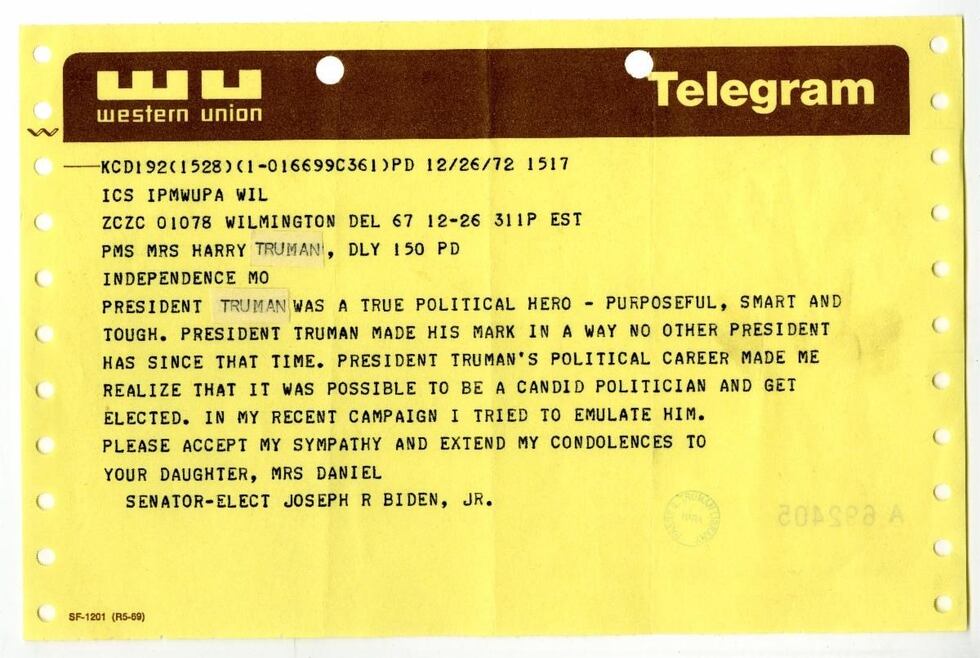 western union
Telegram
KCD192(1528)(1-016699C361)PD 12/26/72 1517
ICS IPMWUPA WIL
ZCZC 01078 WILMINGTON DEL 67 12-26 311P EST
PMS MRS HARRY TRUMAN, DLY 150 PD
INDEPENDENCE MO
PRESIDENT TRUMAN WAS A TRUE POLITICAL HERO - PURPOSEFUL, SMART AND
TOUGH. PRESIDENT TRUMAN MADE HIS MARK IN A WAY NO OTHER PRESIDENT
HAS SINCE THAT TIME. PRESIDENT TRUMAN'S POLITICAL CAREER MADE ME
REALIZE THAT IT WAS POSSIBLE TO BE A CANDID POLITICIAN AND GET
ELECTED. IN MY RECENT CAMPAIGN I TRIED TO EMULATE HIM.
PLEASE ACCEPT MY SYMPATHY AND EXTEND MY CONDOLENCES TO
YOUR DAUGHTER, MRS DANIEL
SENATOR-ELECT JOSEPH R BIDEN, JR.
A 692405
SF-1201 (R5-69)